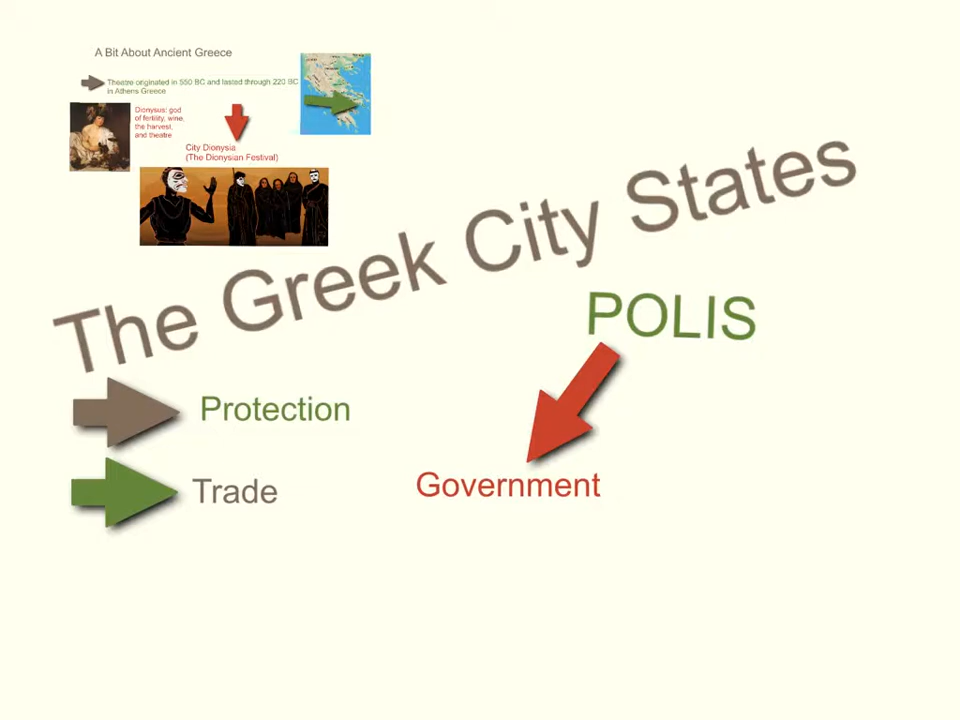 A Bit About Ancient Greece
Theatre originated in 550 BC and lasted through 220 BC
in Athens Greece
Dionysus: god
of fertility, wine,
the harvest,
and theatre
City Dionysia
(The Dionysian Festival)
The Greek City States
POLIS
Protection
Trade
Government